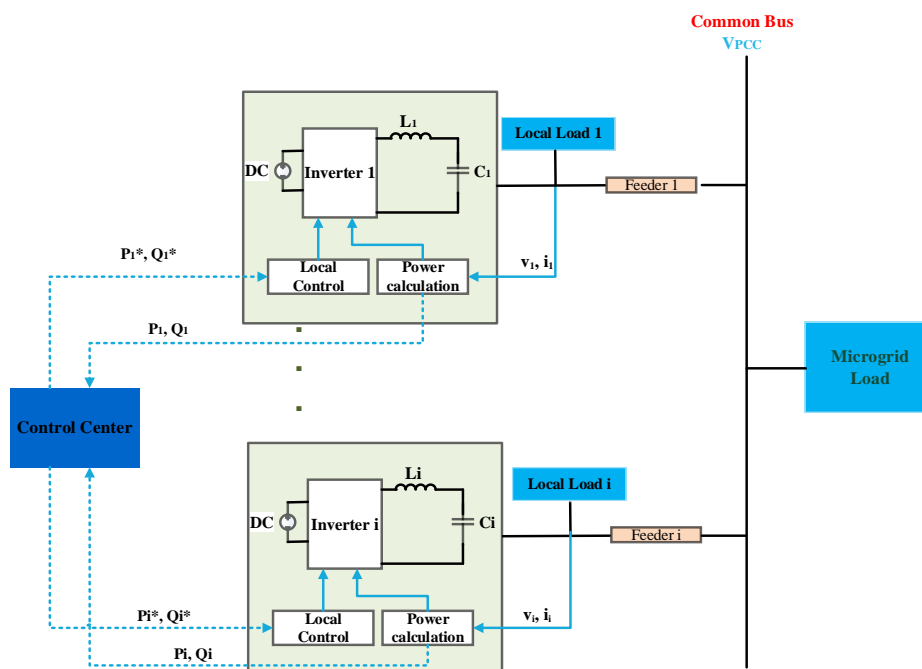 Common Bus
VPCC
L1
Local Load 1
DC
Inverter 1
C1
Feeder 1
P1*, Q1*
Local
Control
Power
calculation
v1, i1
P1, Q1
Microgrid
Load
Control Center
Li
Local Load i
DC
Inverter i
Ci
Feeder i
Pi*, Qi*
Local
Control
Power
calculation
vi, ii
Pi, Qi